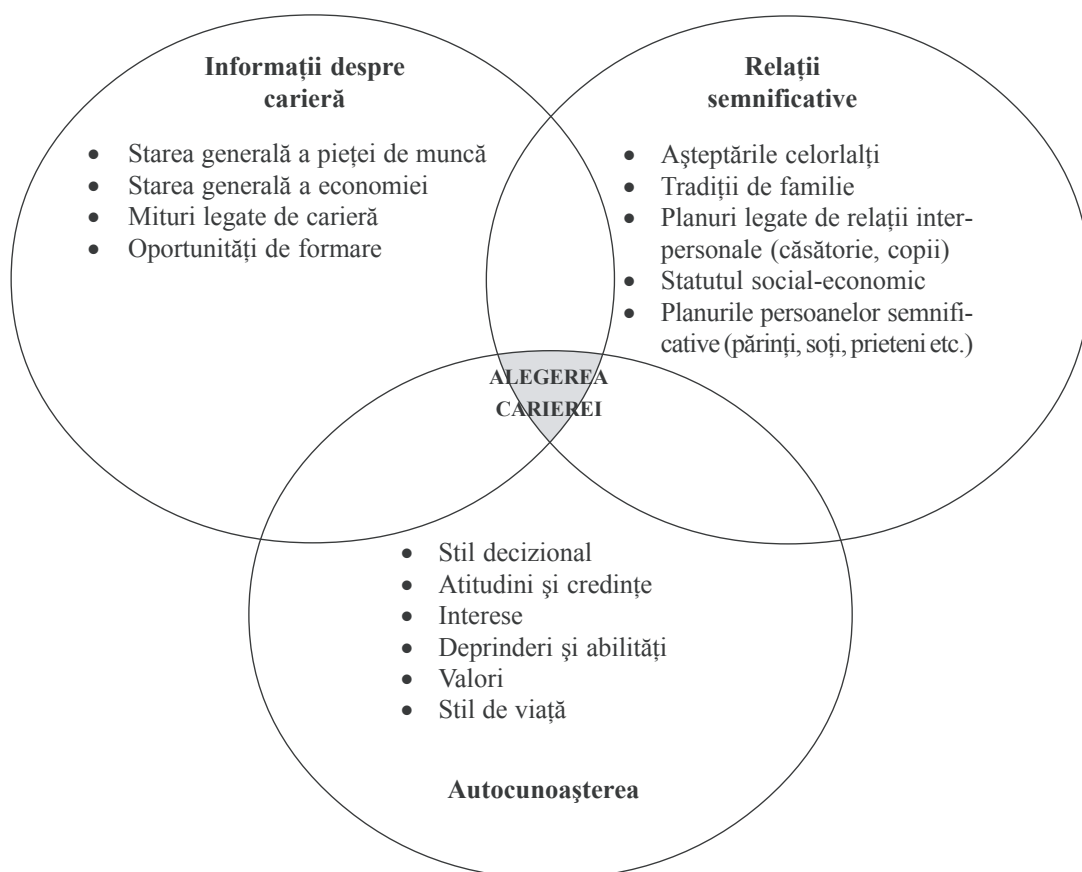 Informații despre
carieră
• Starea generală a pieței de muncă
• Starea generală a economiei
• Mituri legate de carieră
• Oportunități de formare
Relații
semnificative
• Aşteptările celorlalți
• Tradiții de familie
• Planuri legate de relații inter-
personale (căsătorie, copii)
• Statutul social-economic
• Planurile persoanelor semnifi-
cative (părinți, soți, prieteni etc.)
ALEGEREA
CARIEREI
• Stil decizional
• Atitudini şi credințe
• Interese
• Deprinderi şi abilități
• Valori
• Stil de viață
Autocunoaşterea